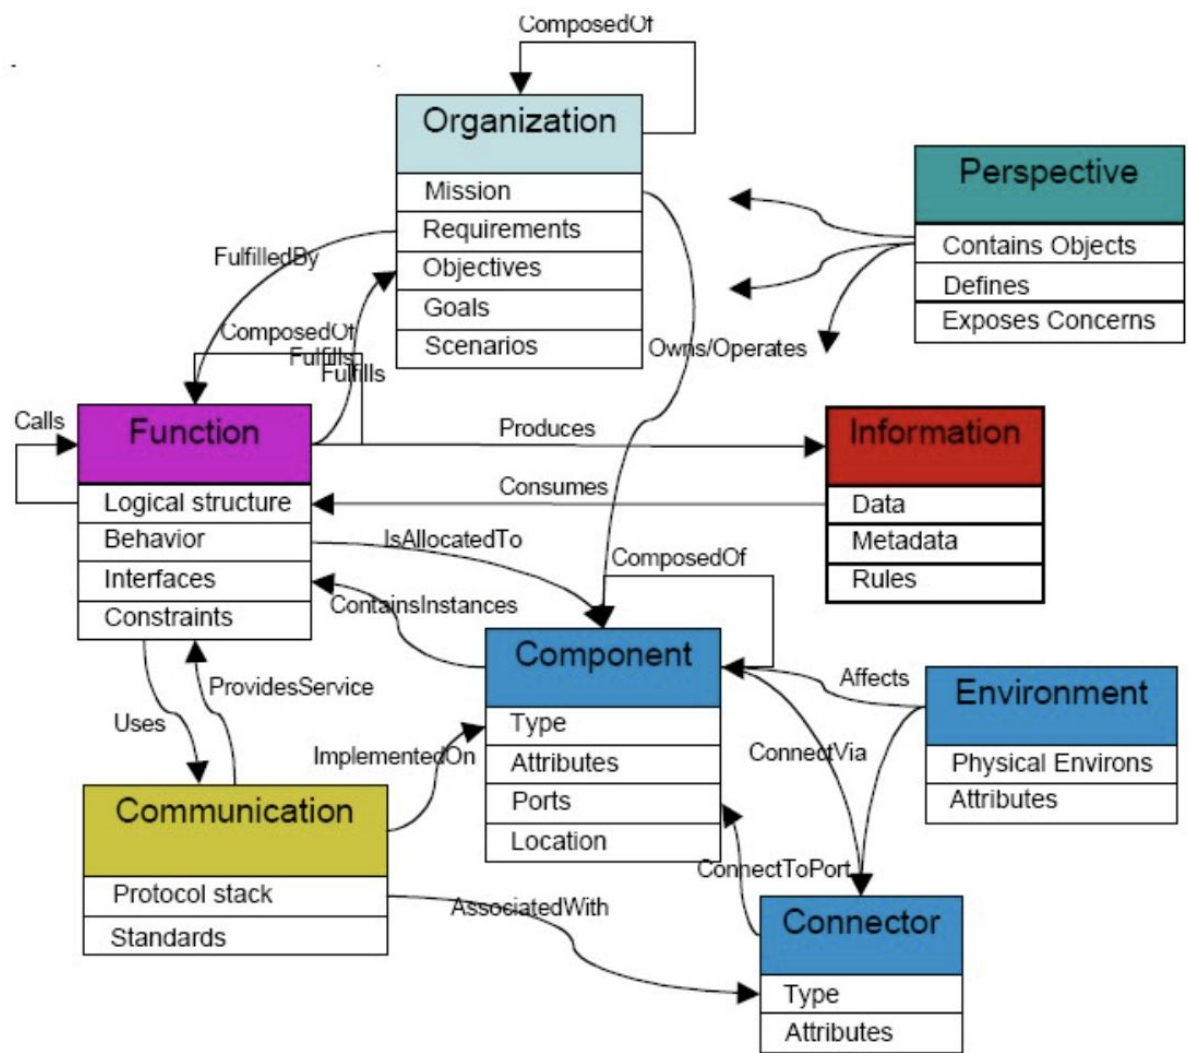 ComposedOf
Organization
Mission
Requirements
Objectives
Goals
Scenarios
Perspective
Contains Objects
Defines
Exposes Concerns
FulfilledBy
ComposedOf
Fulfills
Fulfills
Owns/Operates
Calls
Function
Logical structure
Behavior
Interfaces
Constraints
Produces
Consumes
Information
Data
Metadata
Rules
IsAllocatedTo
ContainsInstances
ComposedOf
Component
Type
Attributes
Ports
Location
Affects
Environment
Physical Environs
Attributes
ProvidesService
Uses
ImplementedOn
ConnectVia
Communication
Protocol stack
Standards
ConnectToPort
AssociatedWith
Connector
Type
Attributes